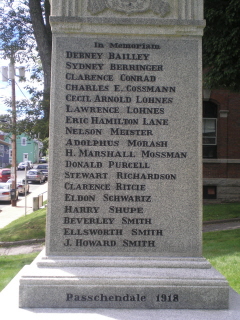 In Memoriam
Debney Bailley
Sydney Berringer
Clarence Conrad
Charles E. Cossmann
Cecil Arnold Lohnes
Lawrence Lohnes
Eric Hamilton Lane
Nelson Meister
Adolphus Morash
H. Marshall Mossman
Donald Purcell
Stewart Richardson
Clarence Ritcie
Eldon Schwartz
Harry Shupe
Beverley Smith
Ellsworth Smith
J. Howard Smith
Passchendale 1918